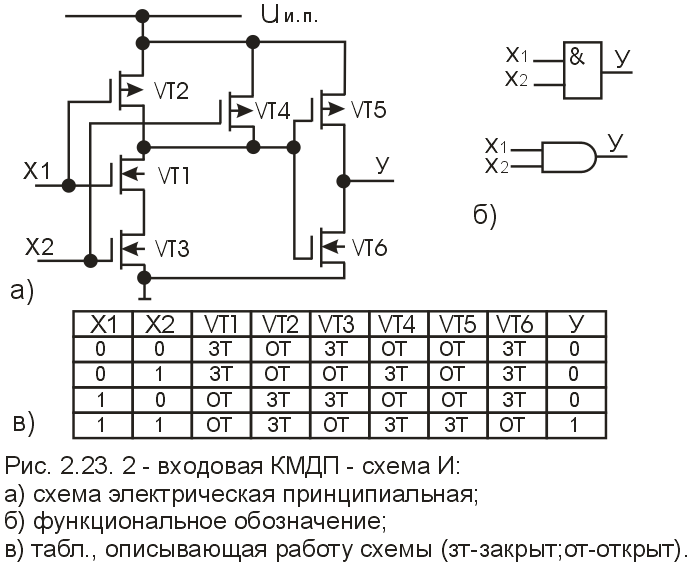 Uи.п.
VT2
VT4
VT5
X1
VT1
У
X2
VT3
VT6
а)
X1
X2
&
У
X1
X2
У
б)
X1 X2 VT1 VT2 VT3 VT4 VT5 VT6 У
0 0 ЗТ ОТ ЗТ ОТ ОТ ЗТ 0
0 1 ЗТ ОТ ОТ ЗТ ОТ ЗТ 0
1 0 ОТ ЗТ ЗТ ЗТ ОТ ЗТ 0
1 1 ОТ ЗТ ОТ ЗТ ЗТ ОТ 1
в)
Рис. 2.23. 2 - входовая КМДП - схема И:
а) схема электрическая принципиальная;
б) функциональное обозначение;
в) табл., описывающая работу схемы (зт-закрыт;от-открыт).